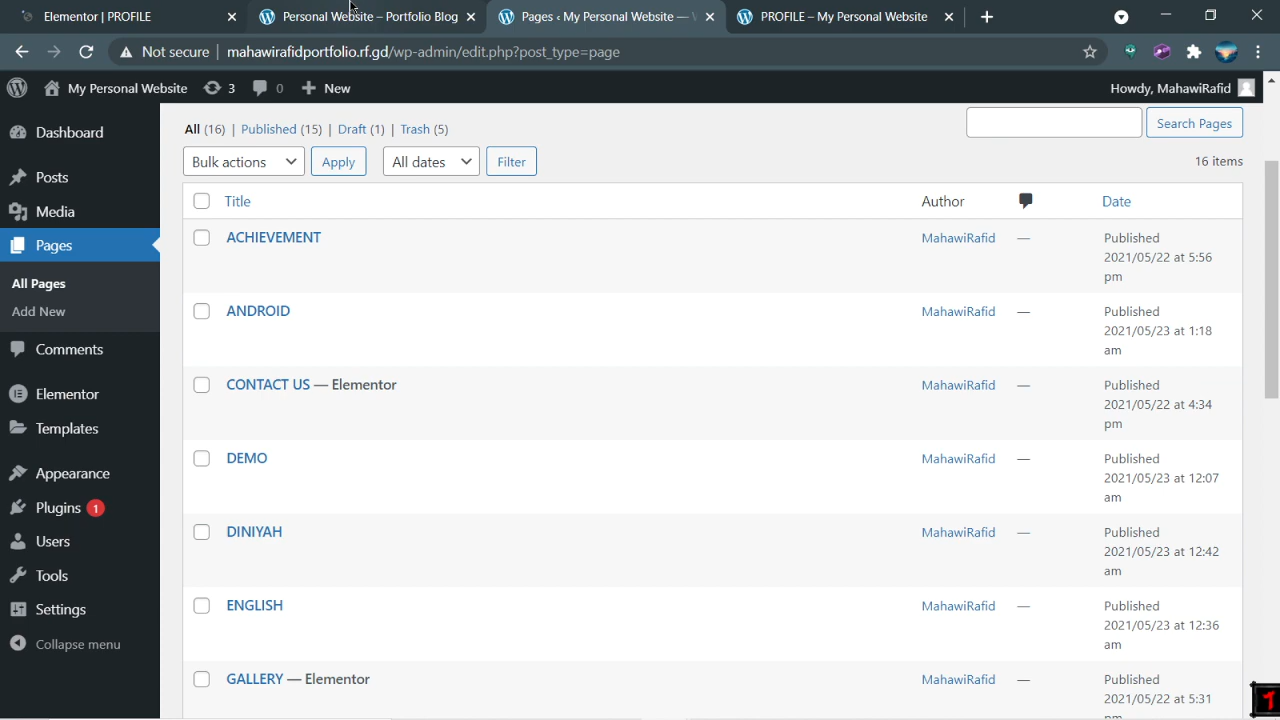 Elementor | PROFILE
Personal Website – Portfolio Blog
Pages ‹ My Personal Website —
PROFILE – My Personal Website
Not secure | mahawirafidportfolio.rf.gd/wp-admin/edit.php?post_type=page
My Personal Website 3 0 New Howdy, MahawiRafid
Dashboard
Posts
Media
Pages
All Pages
Add New
Comments
Elementor
Templates
Appearance
Plugins 1
Users
Tools
Settings
Collapse menu
All (16) | Published (15) | Draft (1) | Trash (5)
Search Pages
Bulk actions Apply All dates Filter 16 items
Title Author Date
ACHIEVEMENT MahawiRafid — Published
2021/05/22 at 5:56
pm
ANDROID MahawiRafid — Published
2021/05/23 at 1:18
am
CONTACT US — Elementor MahawiRafid — Published
2021/05/22 at 4:34
pm
DEMO MahawiRafid — Published
2021/05/23 at 12:07
am
DINIYAH MahawiRafid — Published
2021/05/23 at 12:42
am
ENGLISH MahawiRafid — Published
2021/05/23 at 12:36
am
GALLERY — Elementor MahawiRafid — Published
2021/05/22 at 5:31
pm
1